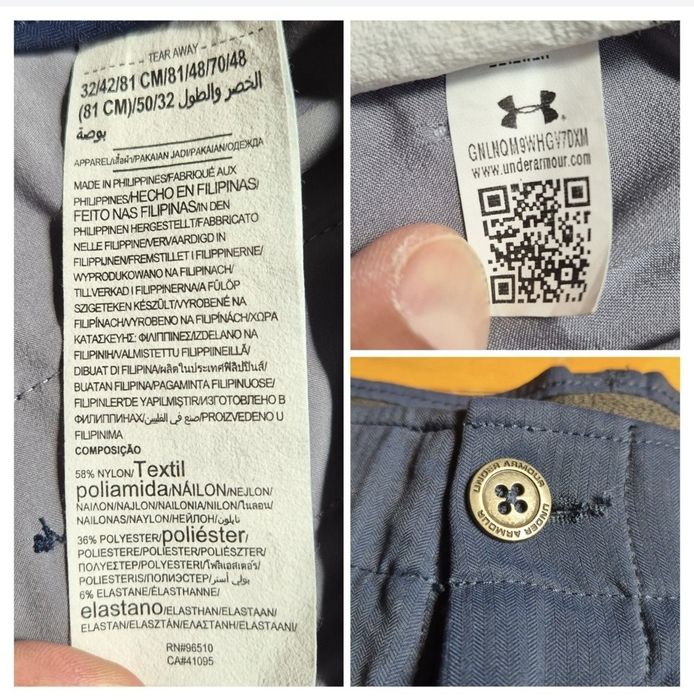 TEAR AWAY
32/42/81 CM/81/48/70/48
الخصر والطول 50/32/(81 CM)
بوصة
APPAREL/เสื้อผ้า/PAKAIAN JADI/PAKAIAN/ОДЕЖДА
MADE IN PHILIPPINES/FABRIQUÉ AUX
PHILIPPINES/HECHO EN FILIPINAS/
FEITO NAS FILIPINAS/IN DEN
PHILIPPINEN HERGESTELLT/FABBRICATO
NELLE FILIPPINE/VERVAARDIGD IN
FILIPPIJNEN/FREMSTILLET I FILIPPINERNE/
WYPRODUKOWANO NA FILIPINACH/
TILLVERKAD I FILIPPINERNA/A FÜLÖP
SZIGETEKEN KÉSZÜLT/VYROBENÉ NA
FILIPÍNACH/VYROBENO NA FILIPÍNÁCH/ΧΩΡΑ
ΚΑΤΑΣΚΕΥΗΣ: ΦΙΛΙΠΠΙΝΕΣ/IZDELANO NA
FILIPINIH/VALMISTETTU FILIPPIINEILLÄ/
DIBUAT DI FILIPINA/ผลิตในประเทศฟิลิปปินส์/
BUATAN FILIPINA/PAGAMINTA FILIPINUOSE/
FILIPINLER'DE YAPILMIŞTIR/ИЗГОТОВЛЕНО В
ФИЛИППИНАХ/صنع في الفلبين/PROIZVEDENO U
FILIPINIMA
COMPOSIÇÃO
58% NYLON/Textil
poliamida/NÁILON/NEJLON/
NAILON/NAJLON/ΝΑΪΛΟΝ/NILON/ไนลอน/
NAILONAS/NAYLON/НЕЙЛОН/نايلون
36% POLYESTER/poliéster/
POLIESTERE/POLIESTER/POLIÉSZTER/
ΠΟΛΥΕΣΤΕΡ/POLYESTERI/โพลีเอสเตอร์/
POLIESTERIS/ПОЛИЭСТЕР/بولي أستر
6% ELASTANE/ÉLASTHANNE/
elastano/ELASTHAN/ELASTAAN/
ELASTAN/ELASZTÁN/ΕΛΑΣΤΑΝΗ/ELASTAANI/
RN#96510
CA#41095
GNLNQM9WHGV7DXM
www.underarmour.com
UNDER ARMOUR
UNDER ARMOUR